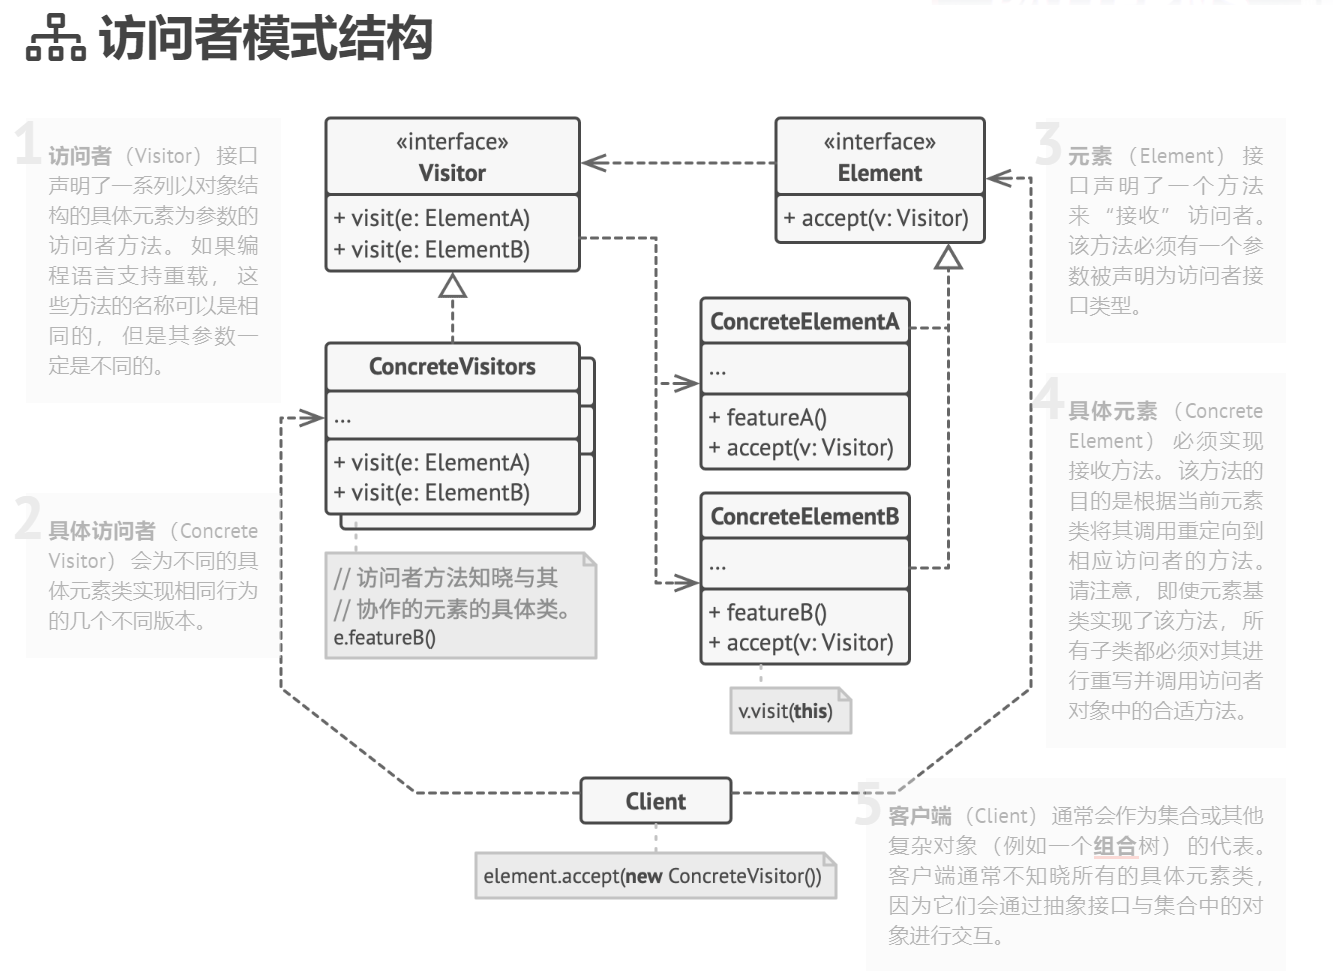 访问者模式结构
1
访问者（Visitor）接口
声明了一系列以对象结
构的具体元素为参数的
访问者方法。 如果编
程语言支持重载， 这
些方法的名称可以是相
同的， 但是其参数一
定是不同的。
«interface»
Visitor
+ visit(e: ElementA)
+ visit(e: ElementB)
«interface»
Element
+ accept(v: Visitor)
3
元素（Element） 接
口声明了一个方法
来 “接收” 访问者。
该方法必须有一个参
数被声明为访问者接
口类型。
ConcreteVisitors
...
+ visit(e: ElementA)
+ visit(e: ElementB)
ConcreteElementA
...
+ featureA()
+ accept(v: Visitor)
2
具体访问者（Concrete
Visitor） 会为不同的具
体元素类实现相同行为
的几个不同版本。
// 访问者方法知晓与其
// 协作的元素的具体类。
e.featureB()
ConcreteElementB
...
+ featureB()
+ accept(v: Visitor)
v.visit(this)
4
具体元素（Concrete
Element） 必须实现
接收方法。 该方法的
目的是根据当前元素
类将其调用重定向到
相应访问者的方法。
请注意， 即使元素基
类实现了该方法， 所
有子类都必须对其进
行重写并调用访问者
对象中的合适方法。
Client
element.accept(new ConcreteVisitor())
5
客户端（Client） 通常会作为集合或其他
复杂对象（例如一个组合树） 的代表。
客户端通常不知晓所有的具体元素类，
因为它们会通过抽象接口与集合中的对
象进行交互。